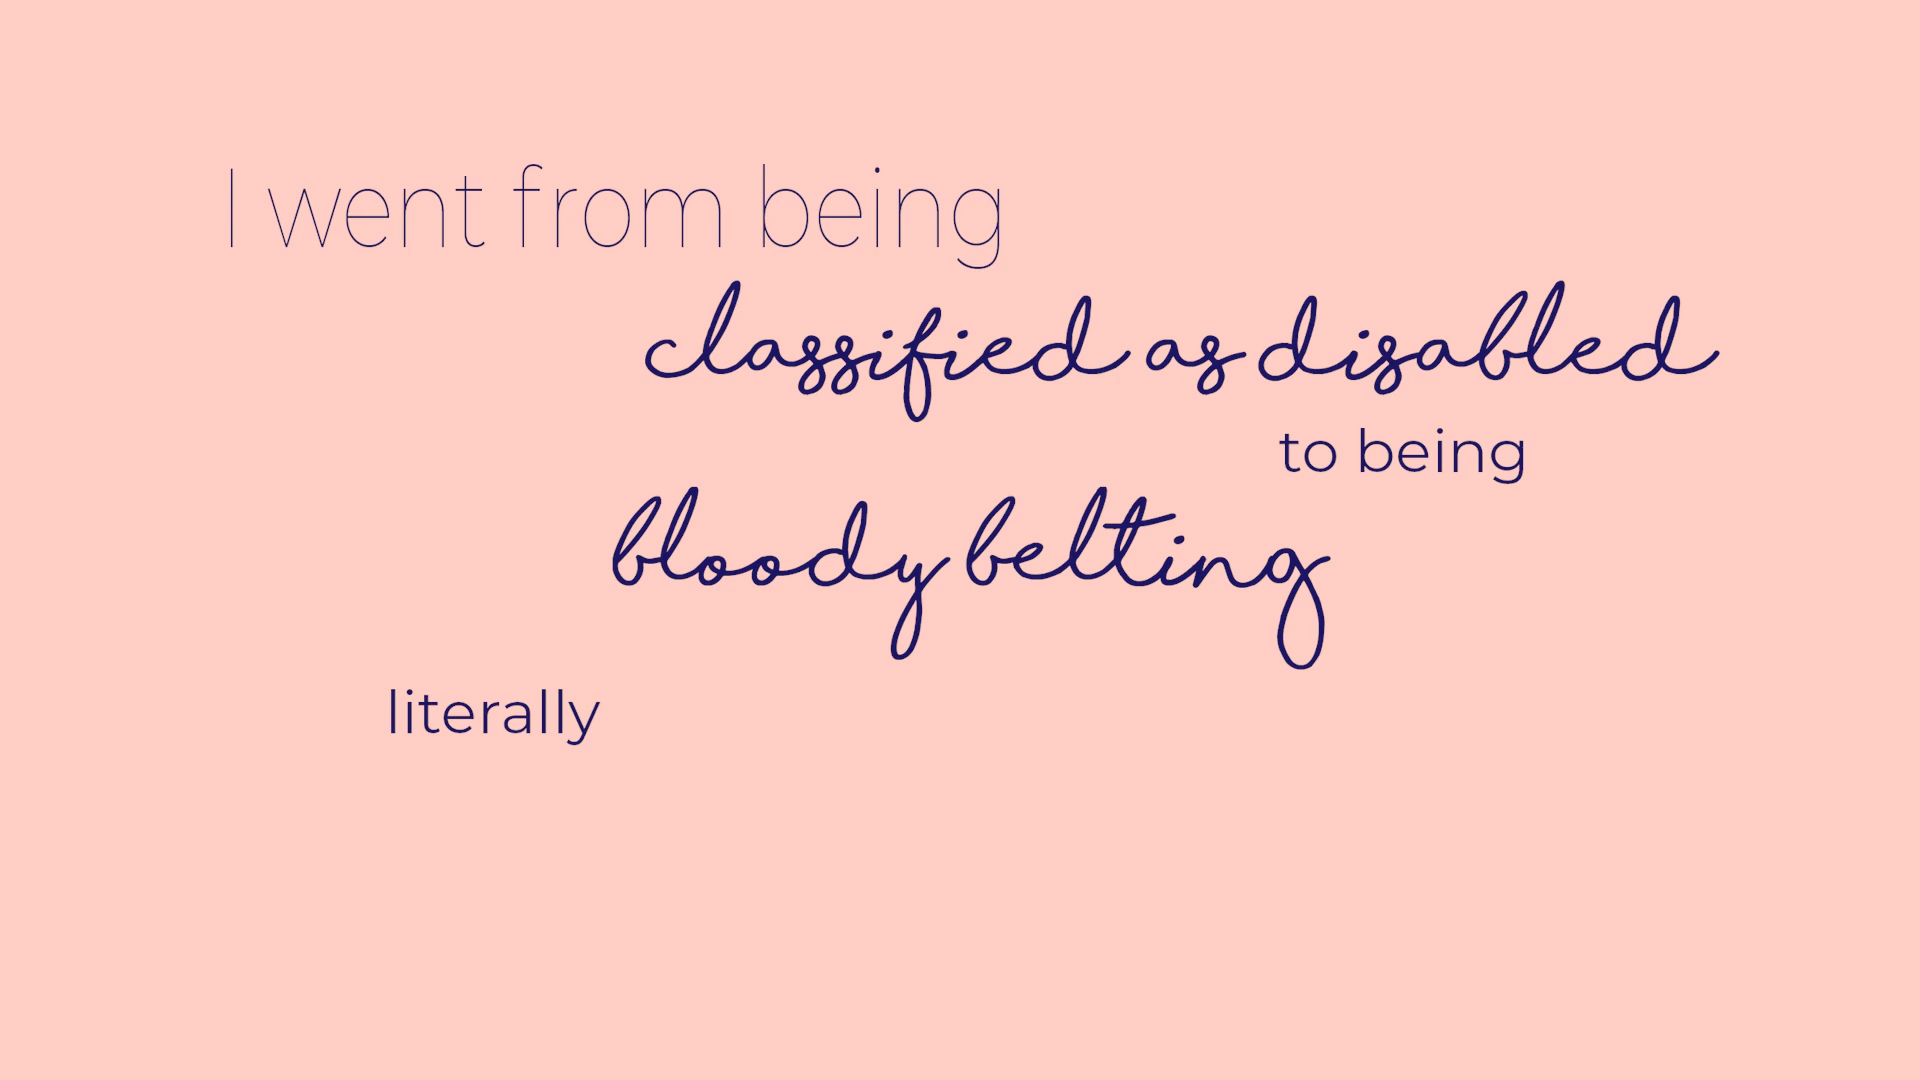 I went from being
classified as disabled
to being
bloody belting
literally